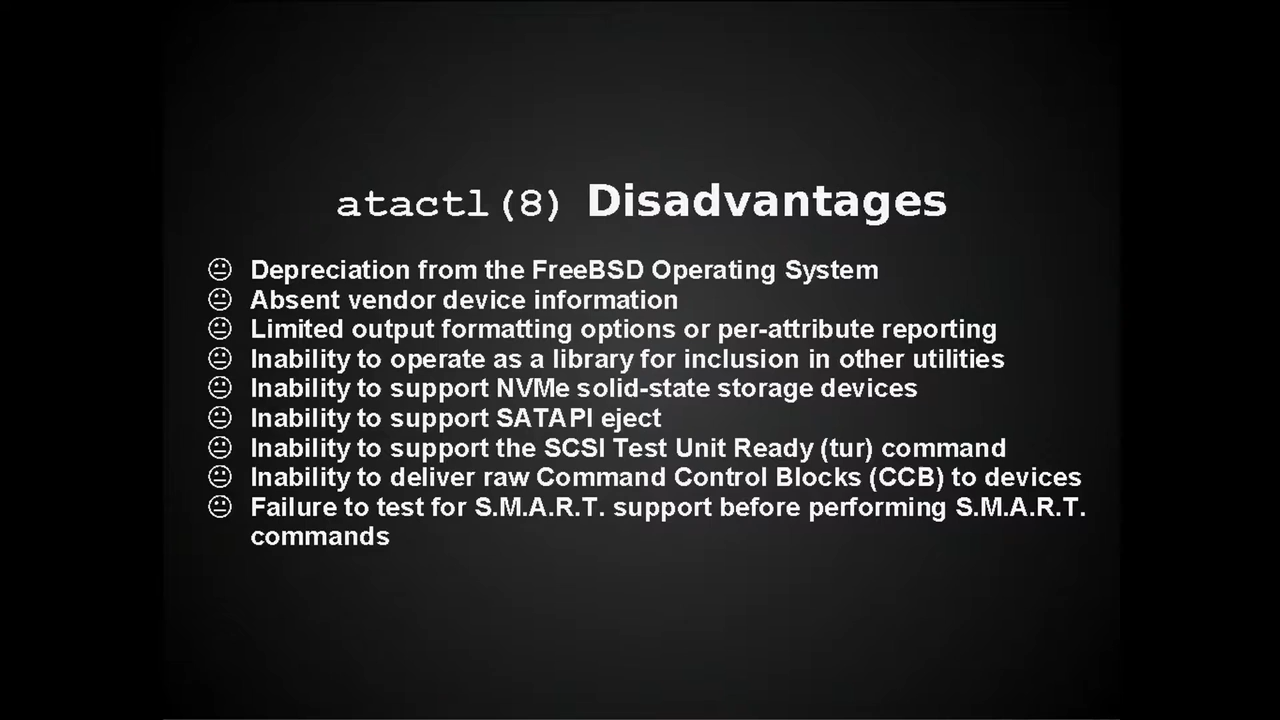 atactl(8) Disadvantages
Depreciation from the FreeBSD Operating System
Absent vendor device information
Limited output formatting options or per-attribute reporting
Inability to operate as a library for inclusion in other utilities
Inability to support NVMe solid-state storage devices
Inability to support SATAPI eject
Inability to support the SCSI Test Unit Ready (tur) command
Inability to deliver raw Command Control Blocks (CCB) to devices
Failure to test for S.M.A.R.T. support before performing S.M.A.R.T.
commands